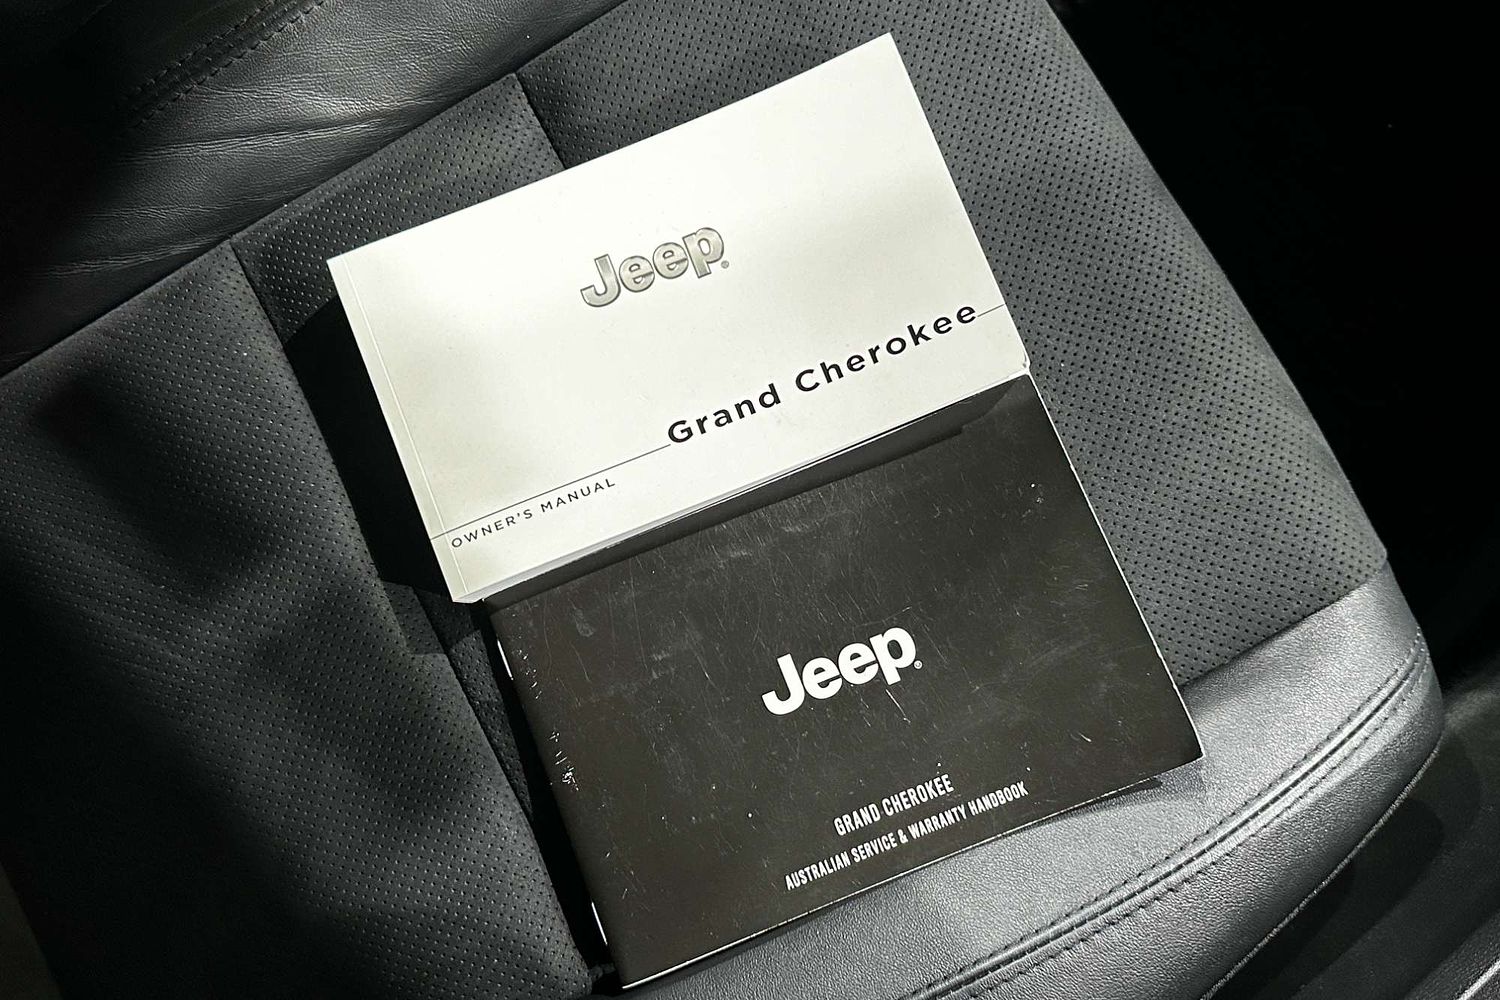 Jeep®
Grand Cherokee
OWNER'S MANUAL
Jeep®
GRAND CHEROKEE
AUSTRALIAN SERVICE & WARRANTY HANDBOOK